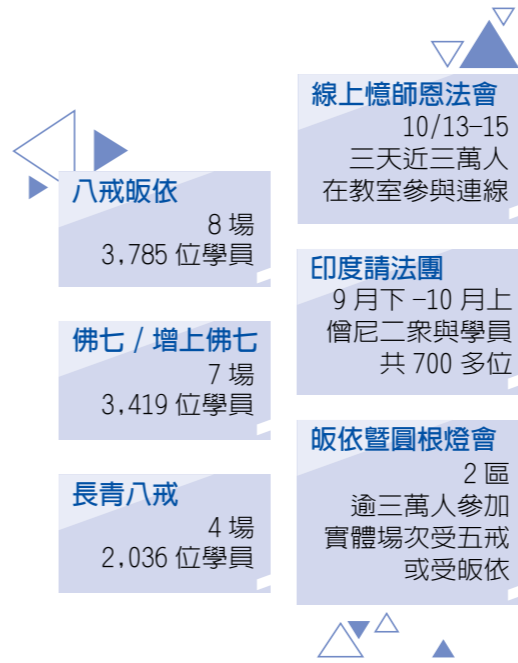 八戒皈依
8 場
3,785 位學員
佛七 / 增上佛七
7 場
3,419 位學員
長青八戒
4 場
2,036 位學員
線上憶師恩法會
10/13-15
三天近三萬人
在教室參與連線
印度請法團
9 月下 -10 月上
僧尼二眾與學員
共 700 多位
皈依暨圓根燈會
2 區
逾三萬人參加
實體場次受五戒
或受皈依